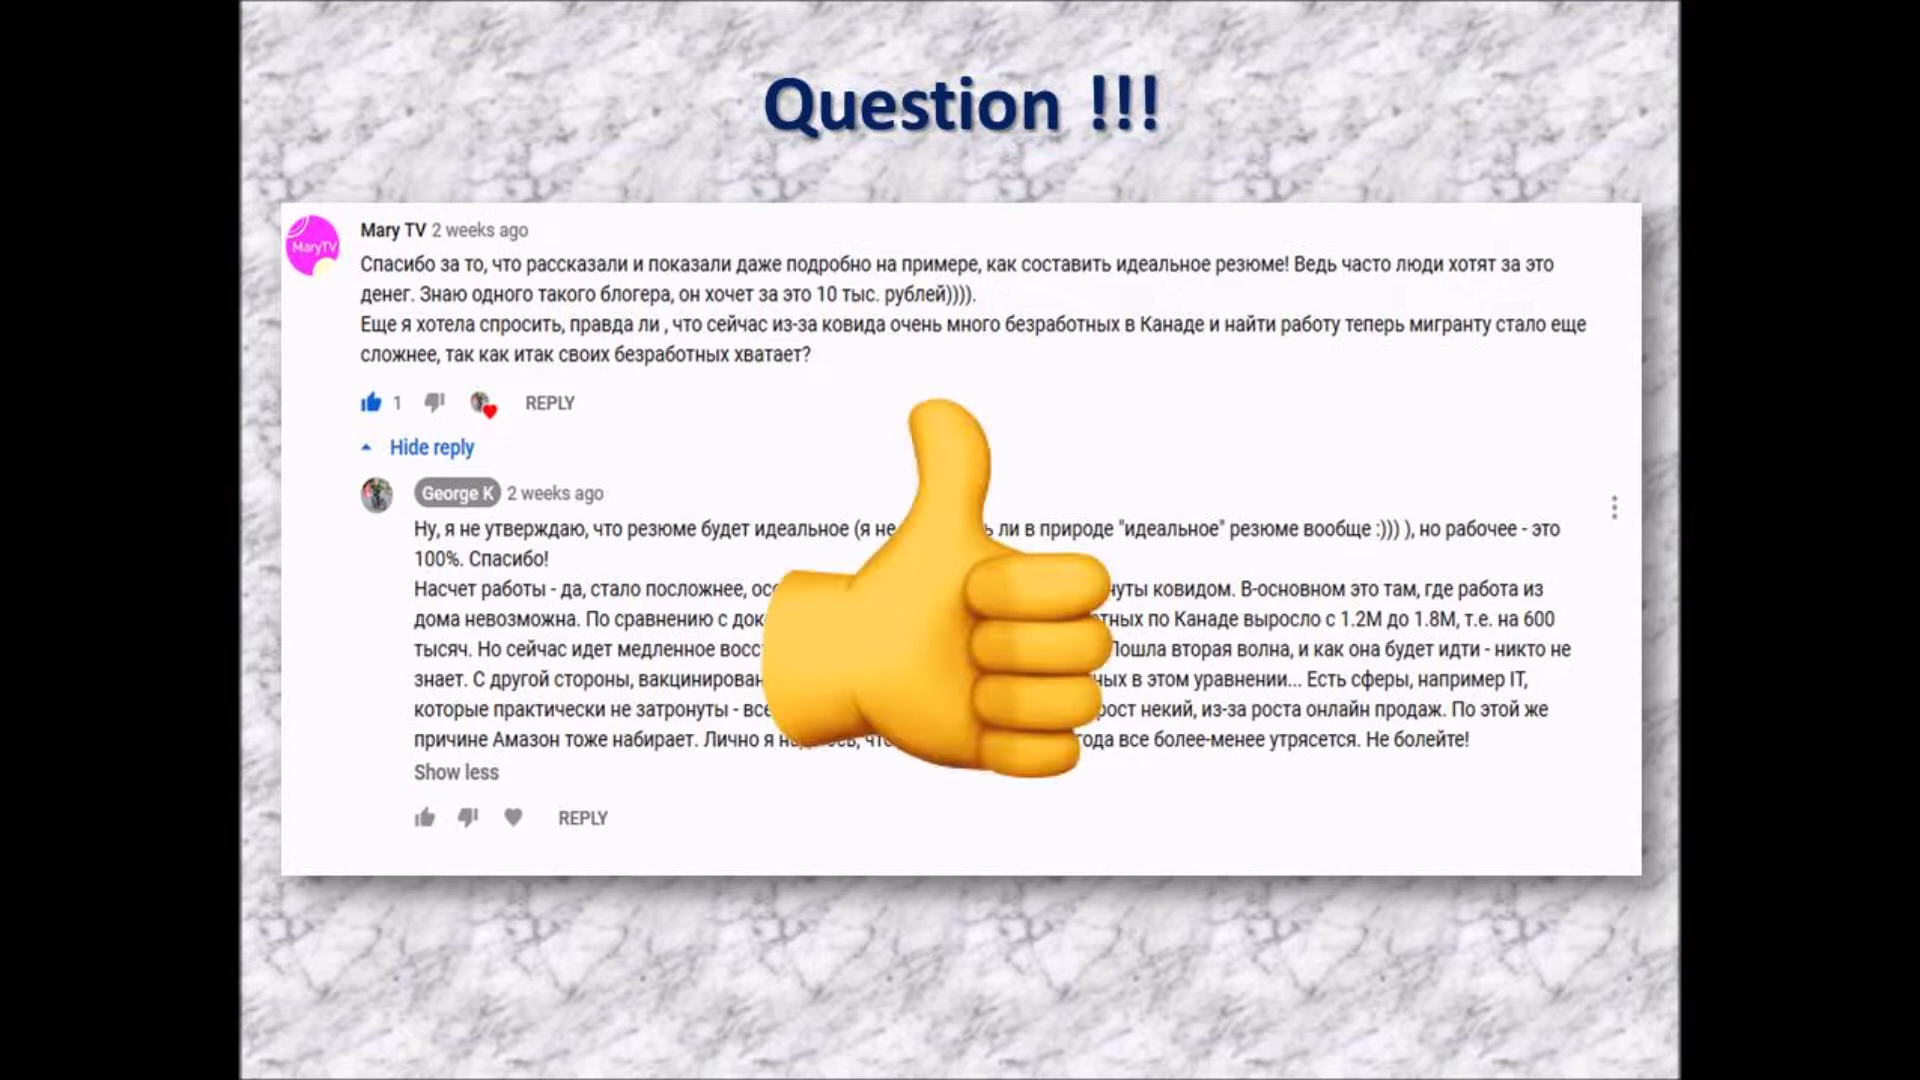 Question !!!
MaryTV
Mary TV 2 weeks ago
Спасибо за то, что рассказали и показали даже подробно на примере, как составить идеальное резюме! Ведь часто люди хотят за это
денег. Знаю одного такого блогера, он хочет за это 10 тыс. рублей)))).
Еще я хотела спросить, правда ли , что сейчас из-за ковида очень много безработных в Канаде и найти работу теперь мигранту стало еще
сложнее, так как итак своих безработных хватает?
1 REPLY
Hide reply
George K 2 weeks ago
Ну, я не утверждаю, что резюме будет идеальное (я не ли в природе "идеальное" резюме вообще :))) ), но рабочее - это
100%. Спасибо!
Насчет работы - да, стало посложнее, ковидом. В-основном это там, где работа из
дома невозможна. По сравнению с по Канаде выросло с 1.2М до 1.8М, т.е. на 600
тысяч. Но сейчас идет медленное Пошла вторая волна, и как она будет идти - никто не
знает. С другой стороны, в этом уравнении... Есть сферы, например IT,
которые практически не затронуты - рост некий, из-за роста онлайн продаж. По этой же
причине Амазон тоже набирает. Лично я года все более-менее утрясется. Не болейте!
Show less
REPLY